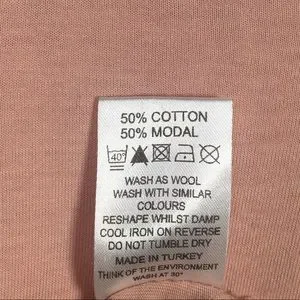 50% COTTON
50% MODAL
40°
WASH AS WOOL
WASH WITH SIMILAR
COLOURS
RESHAPE WHILST DAMP
COOL IRON ON REVERSE
DO NOT TUMBLE DRY
MADE IN TURKEY
THINK OF THE ENVIRONMENT
WASH AT 30°